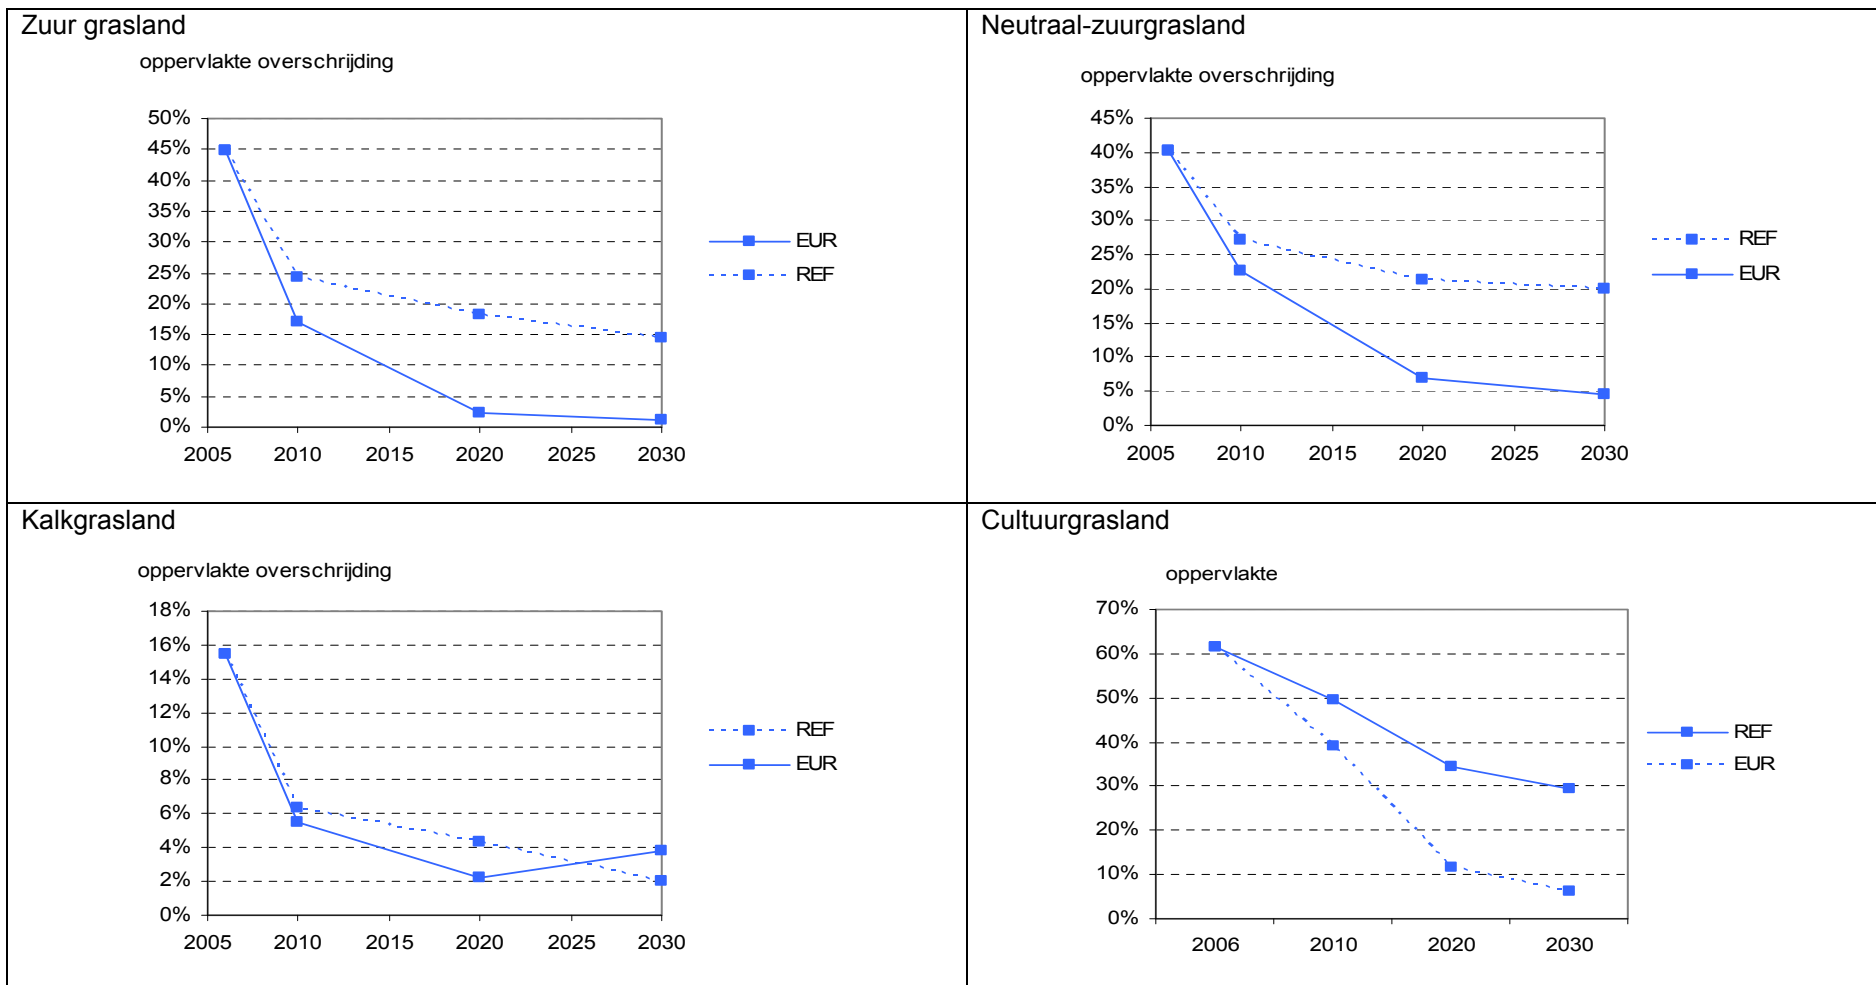 Zuur grasland
oppervlakte overschrijding
50%
45%
40%
35%
30%
25%
20%
15%
10%
5%
0%
2005 2010 2015 2020 2025 2030
EUR
REF
Neutraal-zuurgrasland
oppervlakte overschrijding
45%
40%
35%
30%
25%
20%
15%
10%
5%
0%
2005 2010 2015 2020 2025 2030
REF
EUR
Kalkgrasland
oppervlakte overschrijding
18%
16%
14%
12%
10%
8%
6%
4%
2%
0%
2005 2010 2015 2020 2025 2030
REF
EUR
Cultuurgrasland
oppervlakte
70%
60%
50%
40%
30%
20%
10%
0%
2006 2010 2020 2030
REF
EUR